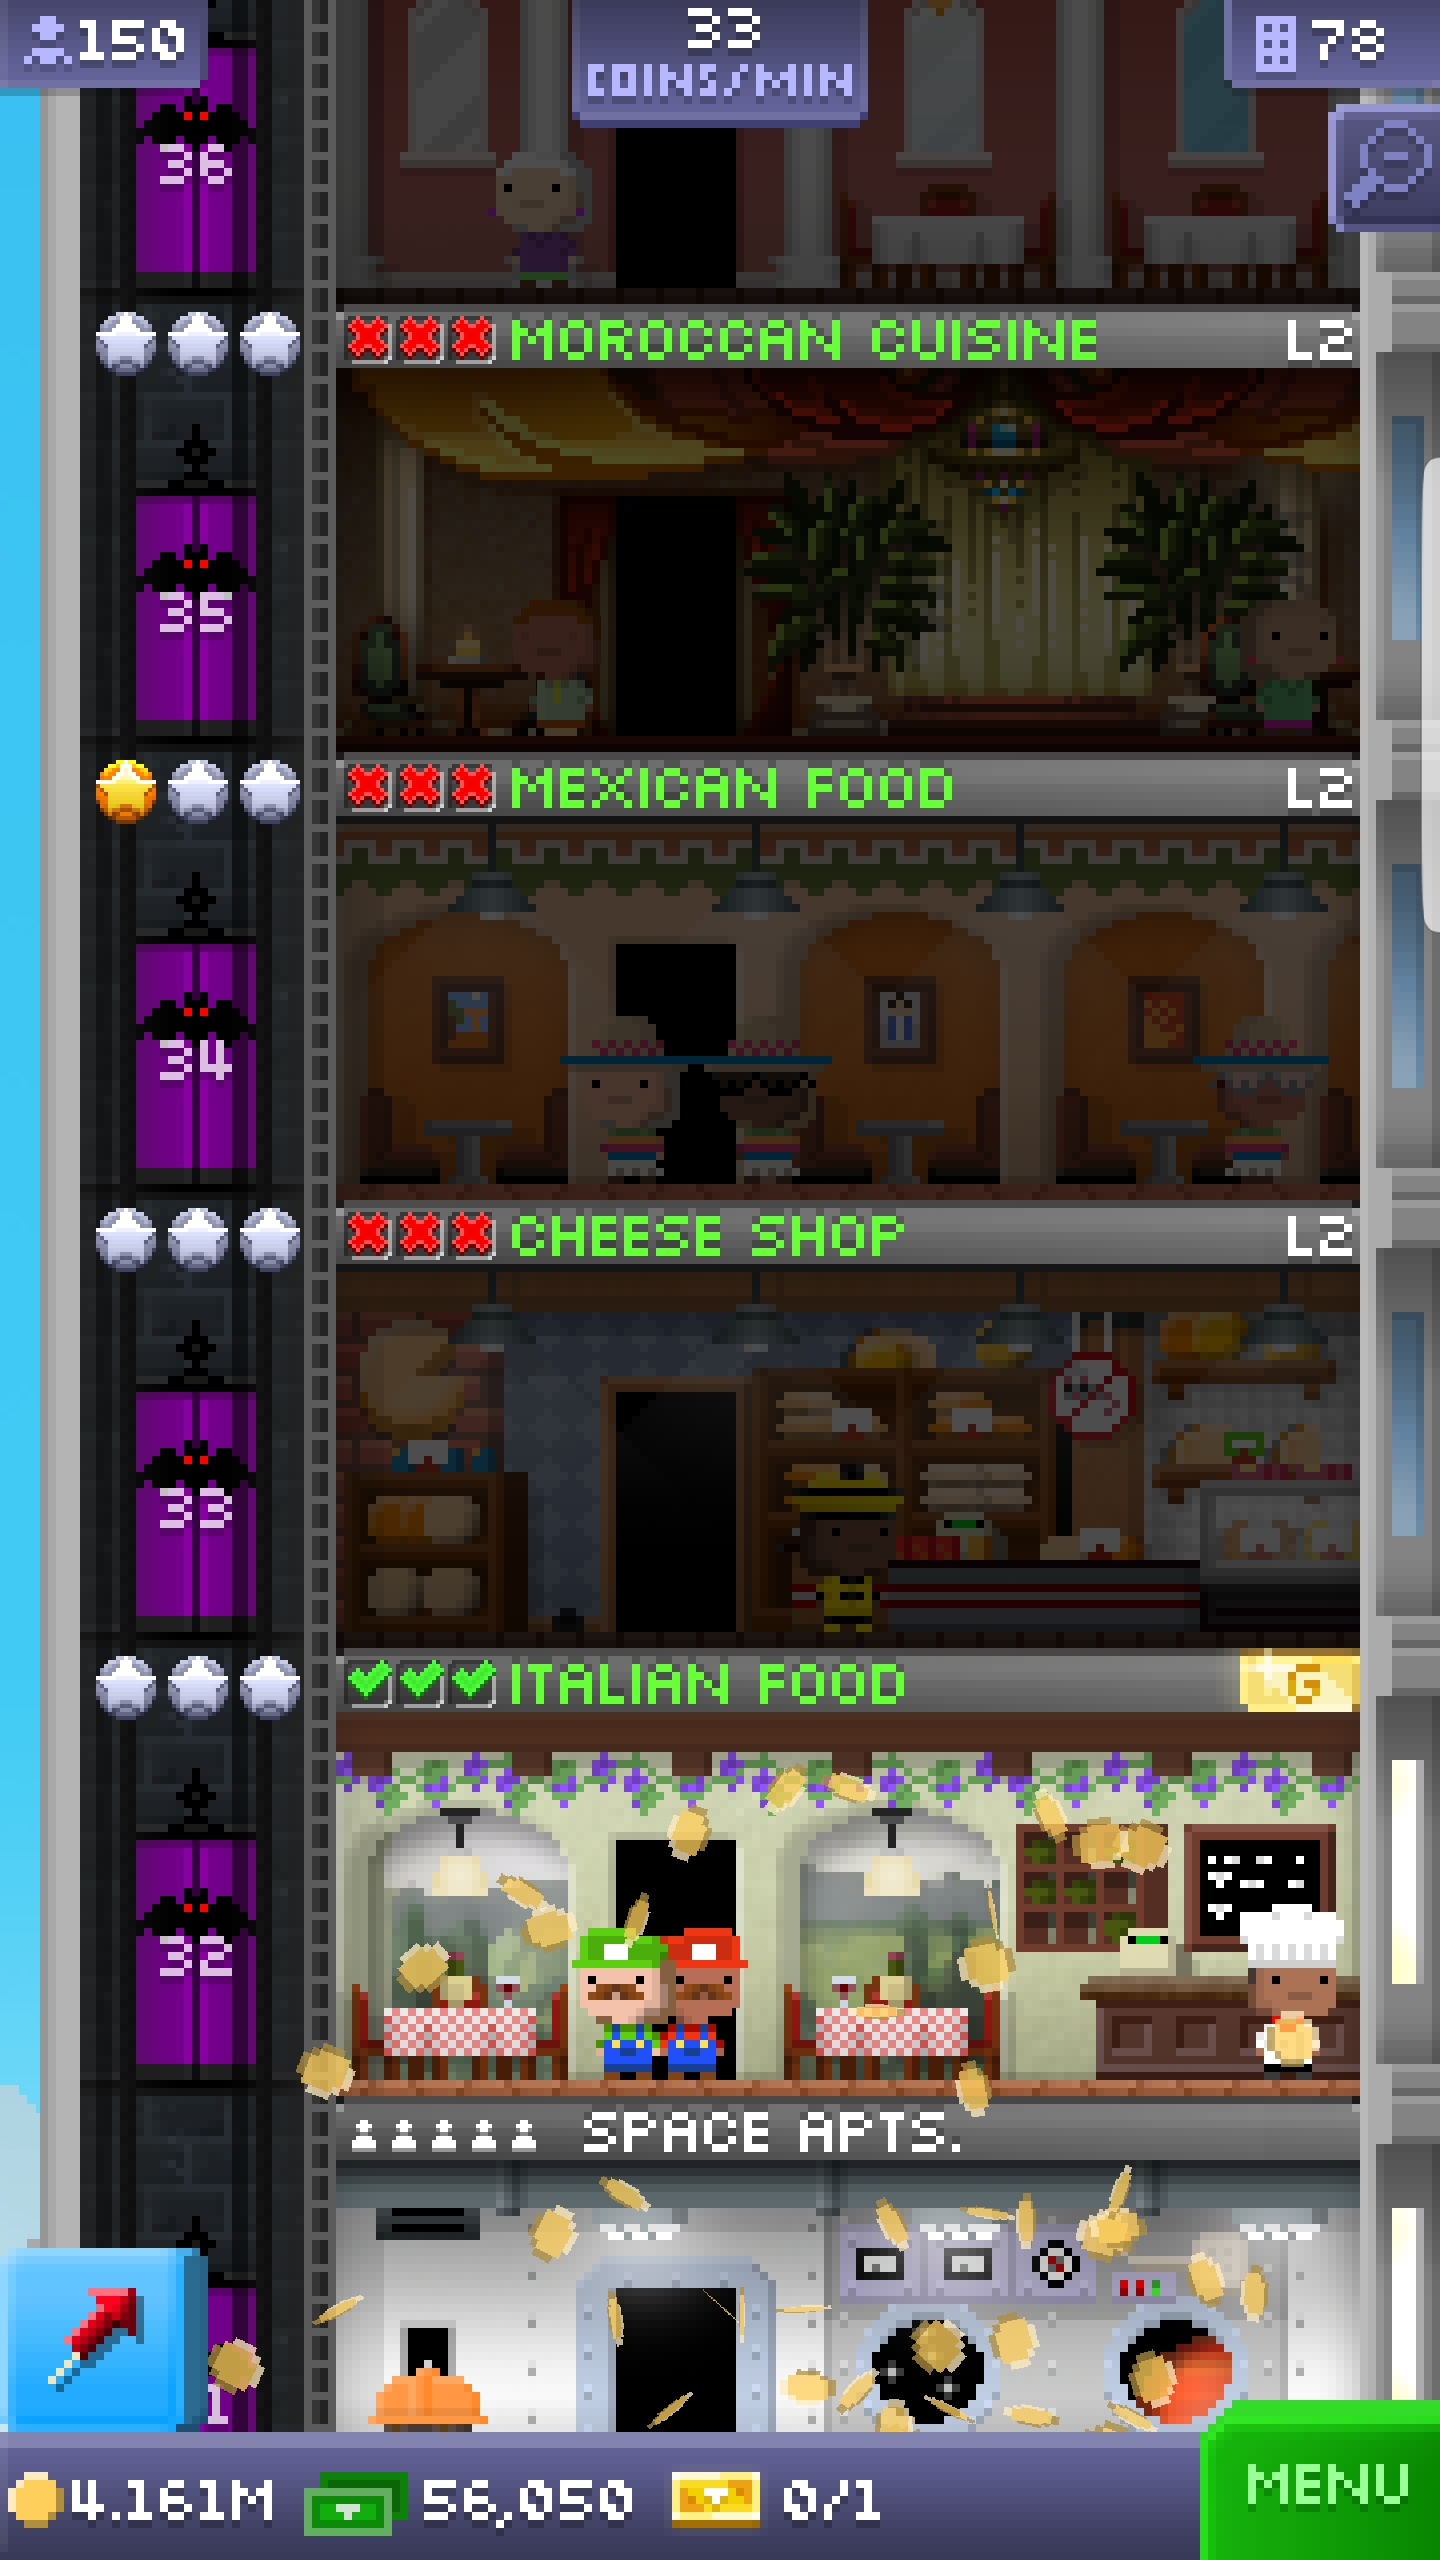 150
33
COINS/MIN
78
36
MOROCCAN CUISINE L2
35
MEXICAN FOOD L2
34
CHEESE SHOP L2
33
ITALIAN FOOD G
32
SPACE APTS.
1
4.161M 56,050 0/1
MENU